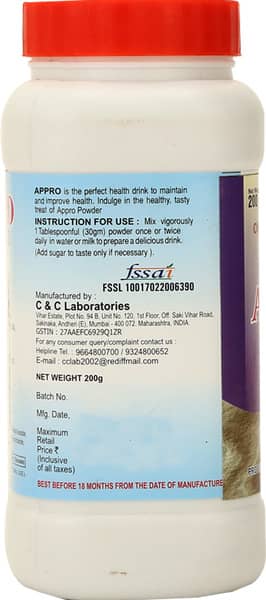 APPRO is the perfect health drink to maintain
and improve health. Indulge in the healthy, tasty
treat of Appro Powder
INSTRUCTION FOR USE : Mix vigorously
1 Tablespoonful (30gm) powder once or twice
daily in water or milk to prepare a delicious drink.
(Add sugar to taste only if necessary ).
fssai
FSSL 10017022006390
Manufactured by :
C & C Laboratories
Vihar Estate, Plot No. 94 B, Unit No. 120, 1st Floor, Off. Saki Vihar Road,
Sakinaka, Andheri (E), Mumbai - 400 072. Maharashtra, INDIA.
GSTIN : 27AAEFC6929Q1ZR
For any consumer query/complaint contact us :
Helpline Tel. : 9664800700 / 9324800652
E-mail : cclab2002@rediffmail.com
NET WEIGHT 200g
Batch No.
Mfg. Date,
Maximum
Retail
Price ₹
(Inclusive
of all taxes)
BEST BEFORE 18 MONTHS FROM THE DATE OF MANUFACTURE